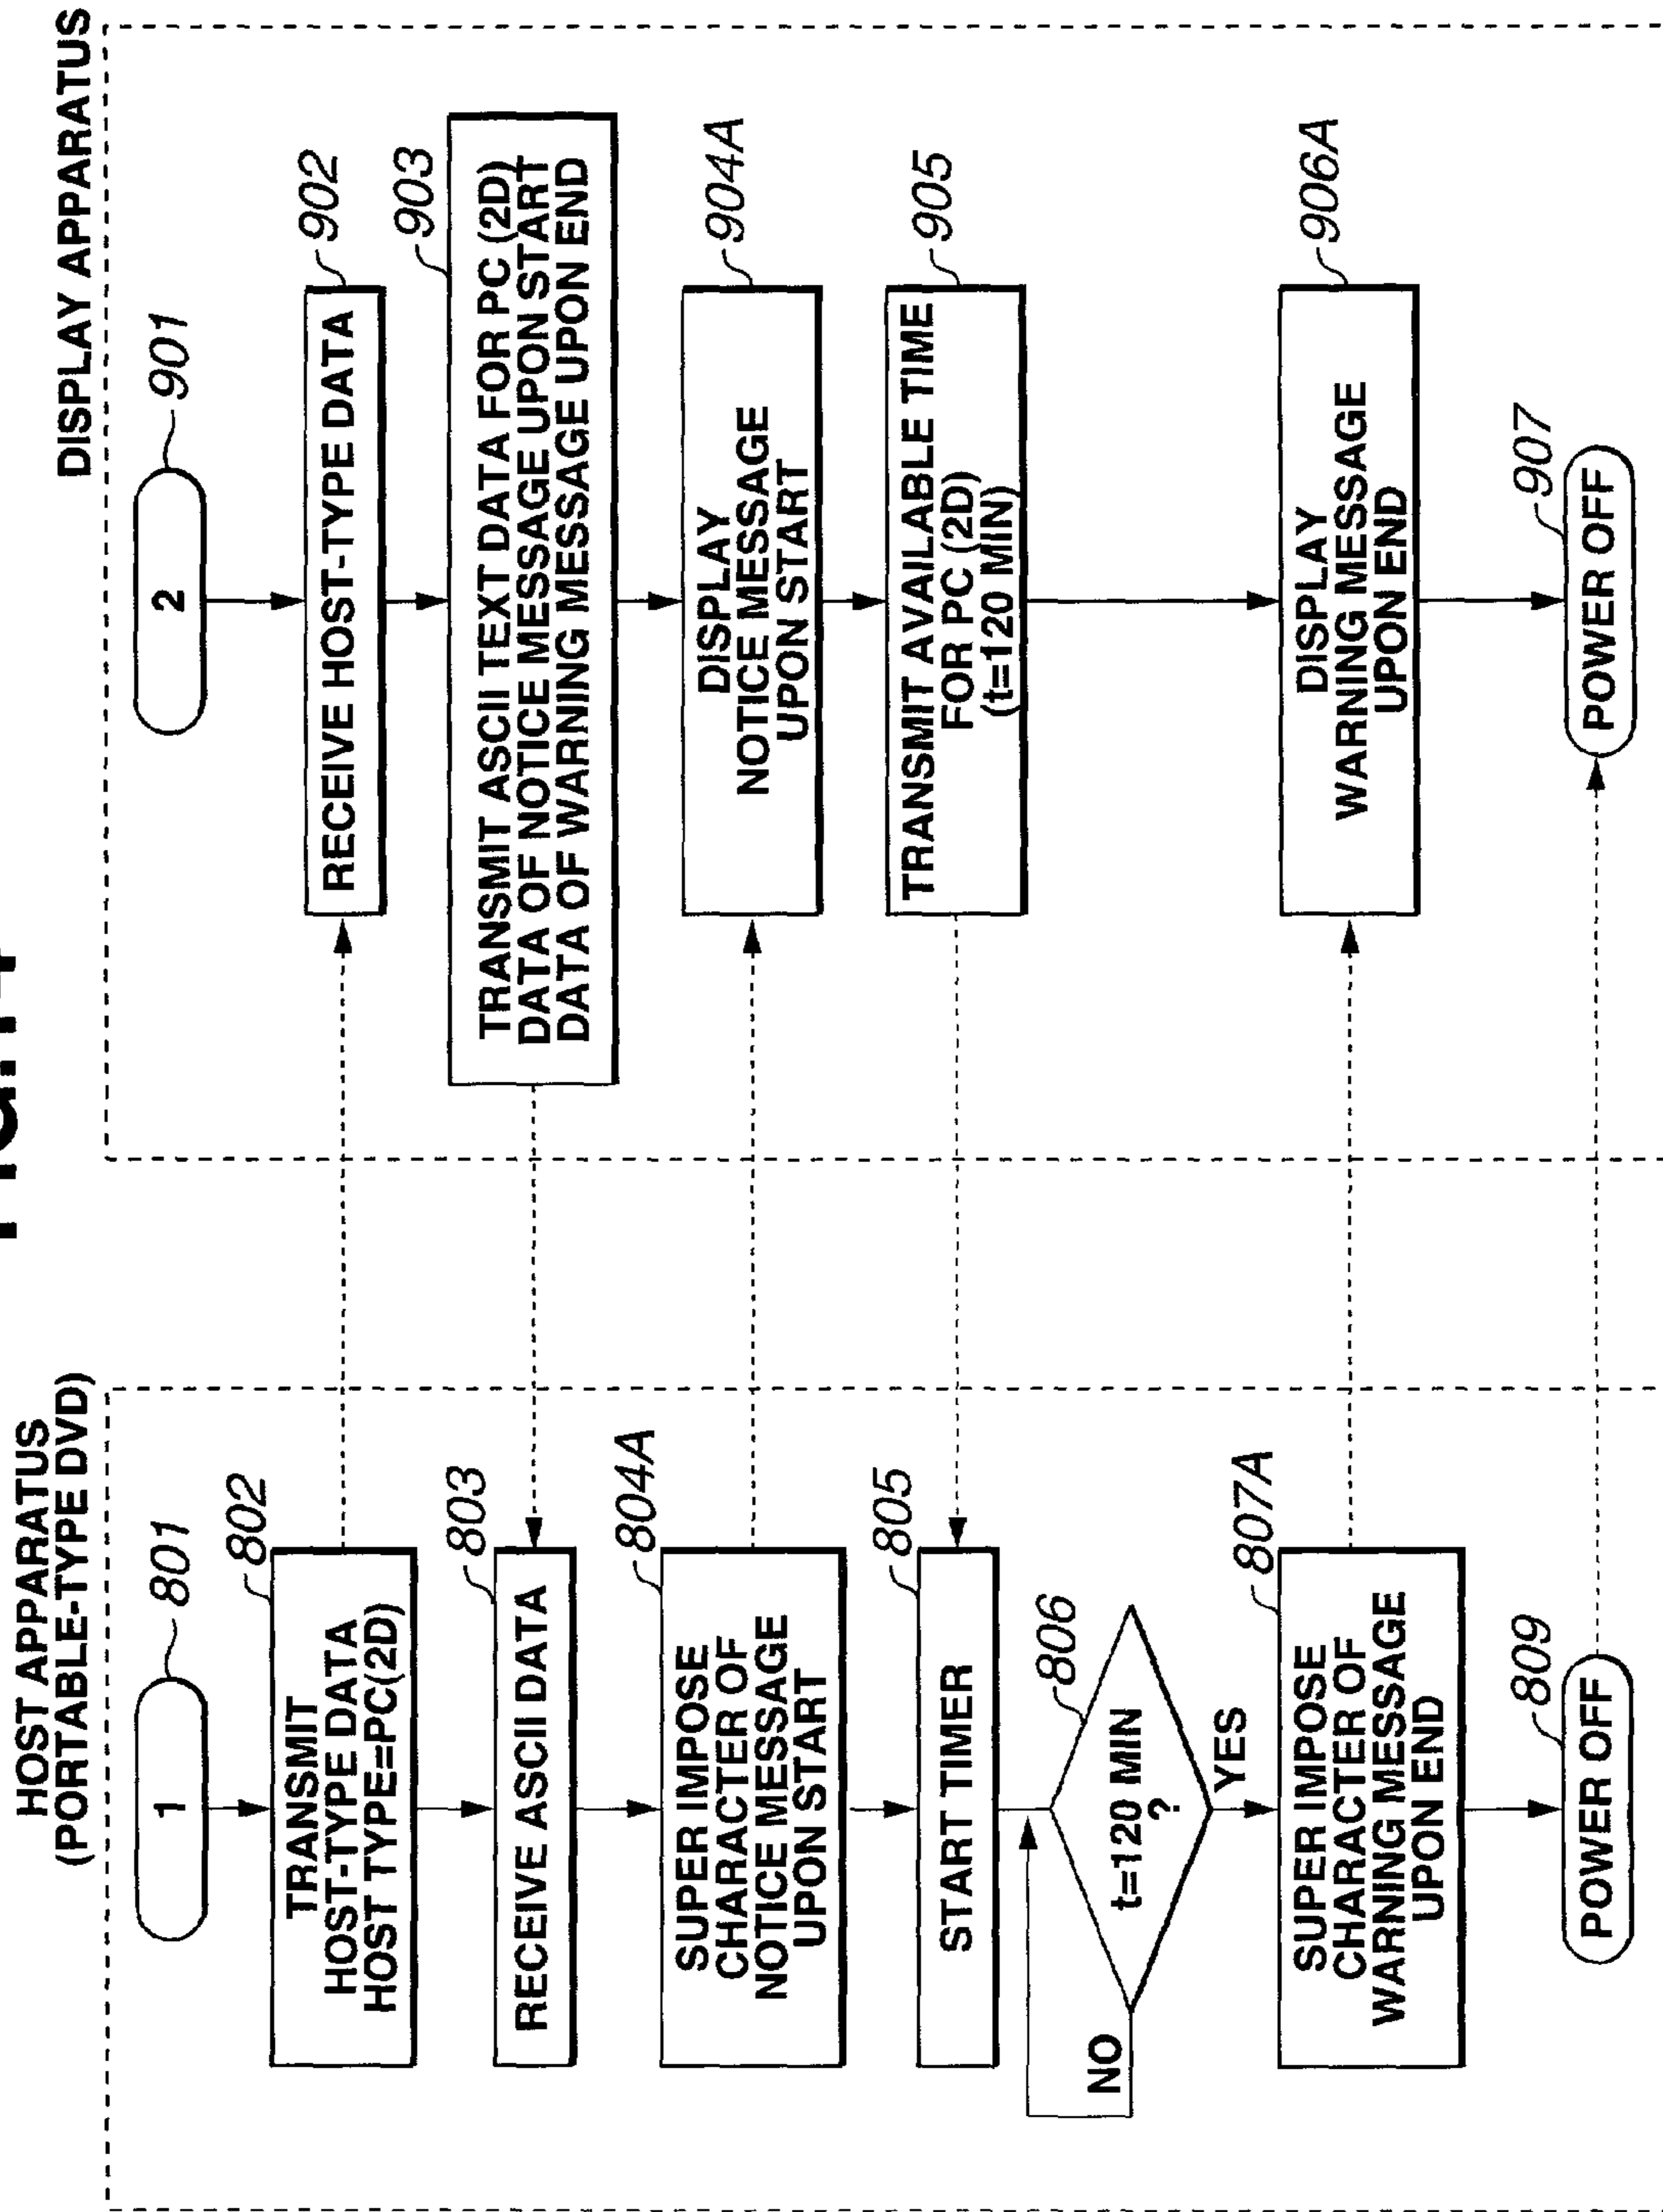 HOST APPARATUS
(PORTABLE-TYPE DVD)
801
1
802
TRANSMIT
HOST-TYPE DATA
HOST TYPE=PC(2D)
803
RECEIVE ASCII DATA
804A
SUPER IMPOSE
CHARACTER OF
NOTICE MESSAGE
UPON START
805
START TIMER
806
t=120 MIN
?
NO
YES
807A
SUPER IMPOSE
CHARACTER OF
WARNING MESSAGE
UPON END
809
POWER OFF
DISPLAY APPARATUS
901
2
902
RECEIVE HOST-TYPE DATA
903
TRANSMIT ASCII TEXT DATA FOR PC (2D)
DATA OF NOTICE MESSAGE UPON START
DATA OF WARNING MESSAGE UPON END
904A
DISPLAY
NOTICE MESSAGE
UPON START
905
TRANSMIT AVAILABLE TIME
FOR PC (2D)
(t=120 MIN)
906A
DISPLAY
WARNING MESSAGE
UPON END
907
POWER OFF